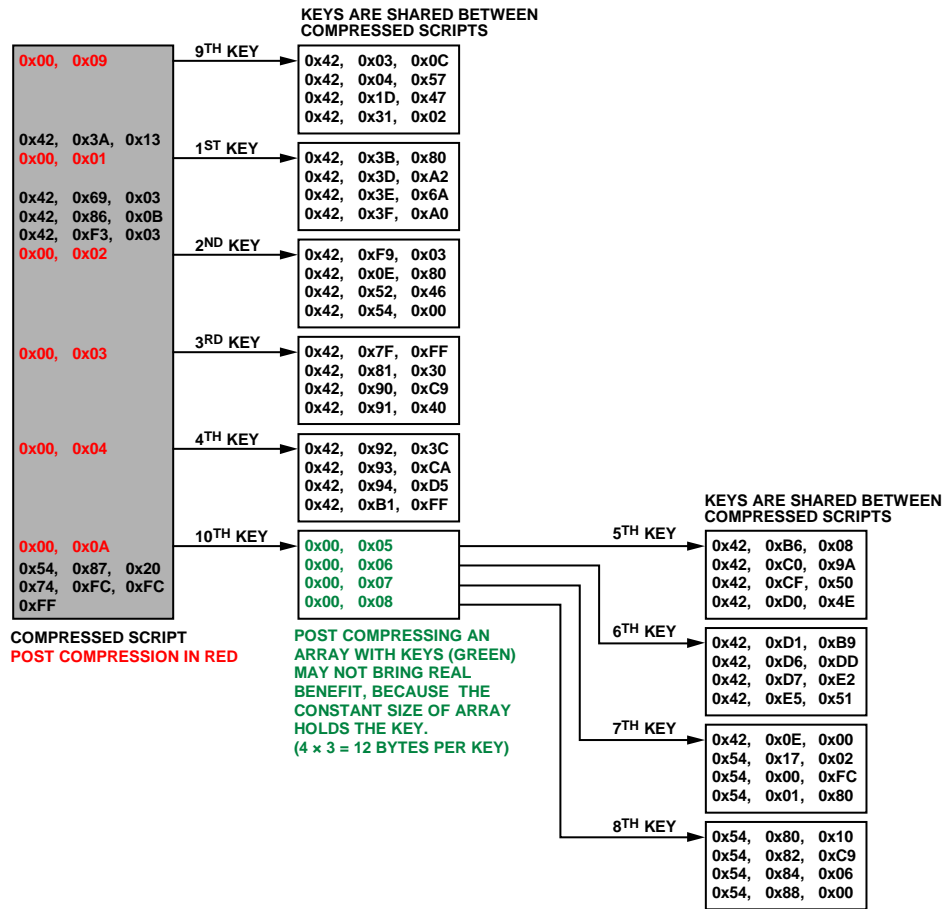 KEYS ARE SHARED BETWEEN
COMPRESSED SCRIPTS
0x00, 0x09
9TH KEY
0x42, 0x03, 0x0C
0x42, 0x04, 0x57
0x42, 0x1D, 0x47
0x42, 0x31, 0x02
0x42, 0x3A, 0x13
0x00, 0x01
1ST KEY
0x42, 0x3B, 0x80
0x42, 0x3D, 0xA2
0x42, 0x3E, 0x6A
0x42, 0x3F, 0xA0
0x42, 0x69, 0x03
0x42, 0x86, 0x0B
0x42, 0xF3, 0x03
0x00, 0x02
2ND KEY
0x42, 0xF9, 0x03
0x42, 0x0E, 0x80
0x42, 0x52, 0x46
0x42, 0x54, 0x00
0x00, 0x03
3RD KEY
0x42, 0x7F, 0xFF
0x42, 0x81, 0x30
0x42, 0x90, 0xC9
0x42, 0x91, 0x40
0x00, 0x04
4TH KEY
0x42, 0x92, 0x3C
0x42, 0x93, 0xCA
0x42, 0x94, 0xD5
0x42, 0xB1, 0xFF
0x00, 0x0A
0x54, 0x87, 0x20
0x74, 0xFC, 0xFC
0xFF
10TH KEY
0x00, 0x05
0x00, 0x06
0x00, 0x07
0x00, 0x08
COMPRESSED SCRIPT
POST COMPRESSION IN RED
POST COMPRESSING AN
ARRAY WITH KEYS (GREEN)
MAY NOT BRING REAL
BENEFIT, BECAUSE THE
CONSTANT SIZE OF ARRAY
HOLDS THE KEY.
(4 × 3 = 12 BYTES PER KEY)
KEYS ARE SHARED BETWEEN
COMPRESSED SCRIPTS
5TH KEY
0x42, 0xB6, 0x08
0x42, 0xC0, 0x9A
0x42, 0xCF, 0x50
0x42, 0xD0, 0x4E
6TH KEY
0x42, 0xD1, 0xB9
0x42, 0xD6, 0xDD
0x42, 0xD7, 0xE2
0x42, 0xE5, 0x51
7TH KEY
0x42, 0x0E, 0x00
0x54, 0x17, 0x02
0x54, 0x00, 0xFC
0x54, 0x01, 0x80
8TH KEY
0x54, 0x80, 0x10
0x54, 0x82, 0xC9
0x54, 0x84, 0x06
0x54, 0x88, 0x00